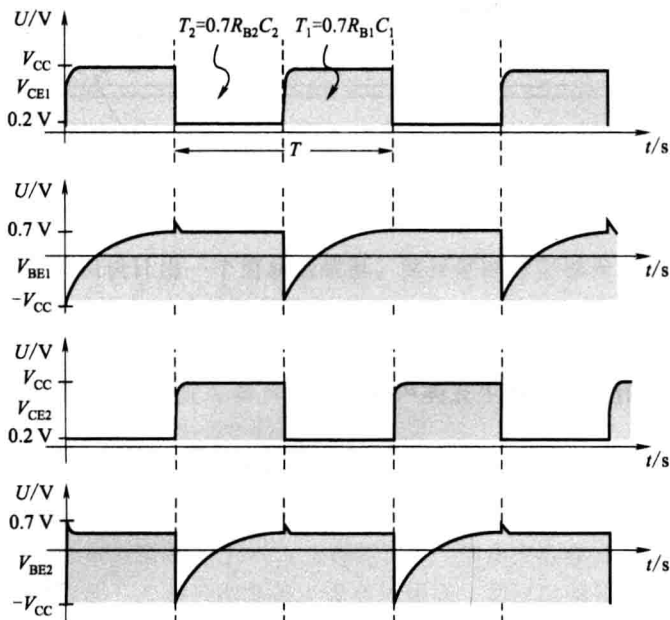 U/V
T₂=0.7R_B2C₂
T₁=0.7R_B1C₁
V_CC
V_CE1
0.2 V
T
t/s
U/V
0.7 V
V_BE1
-V_CC
t/s
U/V
V_CC
V_CE2
0.2 V
t/s
U/V
0.7 V
V_BE2
-V_CC
t/s